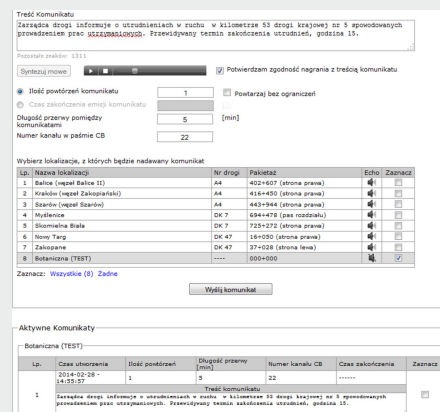 Treść Komunikatu
Zarządca drogi informuje o utrudnieniach w ruchu w kilometrze 53 drogi krajowej nr 5 spowodowanych
prowadzeniem prac utrzymaniowych. Przewidywany termin zakończenia utrudnień, godzina 15.
Pozostało znaków: 1311
Syntezuj mowe
Potwierdzam zgodność nagrania z treścią komunikatu
Ilość powtórzeń komunikatu 1 Powtarzaj bez ograniczeń
Czas zakończenia emisji komunikatu
Długość przerwy pomiędzy komunikatami 5 [min]
Numer kanału w paśmie CB 22
Wybierz lokalizacje, z których będzie nadawany komunikat
Lp. Nazwa lokalizacji Nr drogi Pakietaż Echo Zaznacz
1 Balice (węzeł Balice II) A4 402+607 (strona prawa)
2 Kraków (węzeł Zakopiański) A4 416+450 (strona prawa)
3 Szarów (węzeł Szarów) A4 443+944 (strona prawa)
4 Myślenice DK 7 694+478 (pas rozdziału)
5 Skomielna Biała DK 7 725+272 (strona prawa)
6 Nowy Targ DK 47 16+050 (strona prawa)
7 Zakopane DK 47 37+028 (strona lewa)
8 Botaniczna (TEST) ---- 000+000
Zaznacz: Wszystkie (8) Żadne
Wyślij komunikat
Aktywne Komunikaty
Botaniczna (TEST)
Lp. Czas utworzenia Ilość powtórzeń Długość przerwy [min] Numer kanału CB Czas zakończenia Zaznacz
1 2014-02-28 - 14:53:57 1 5 22 ------
Treść komunikatu
Zarządca drogi informuje o utrudnieniach w ruchu w kilometrze 53 drogi krajowej nr 5 spowodowanych
prowadzeniem prac utrzymaniowych. Przewidywany termin zakończenia utrudnień, godzina 15.